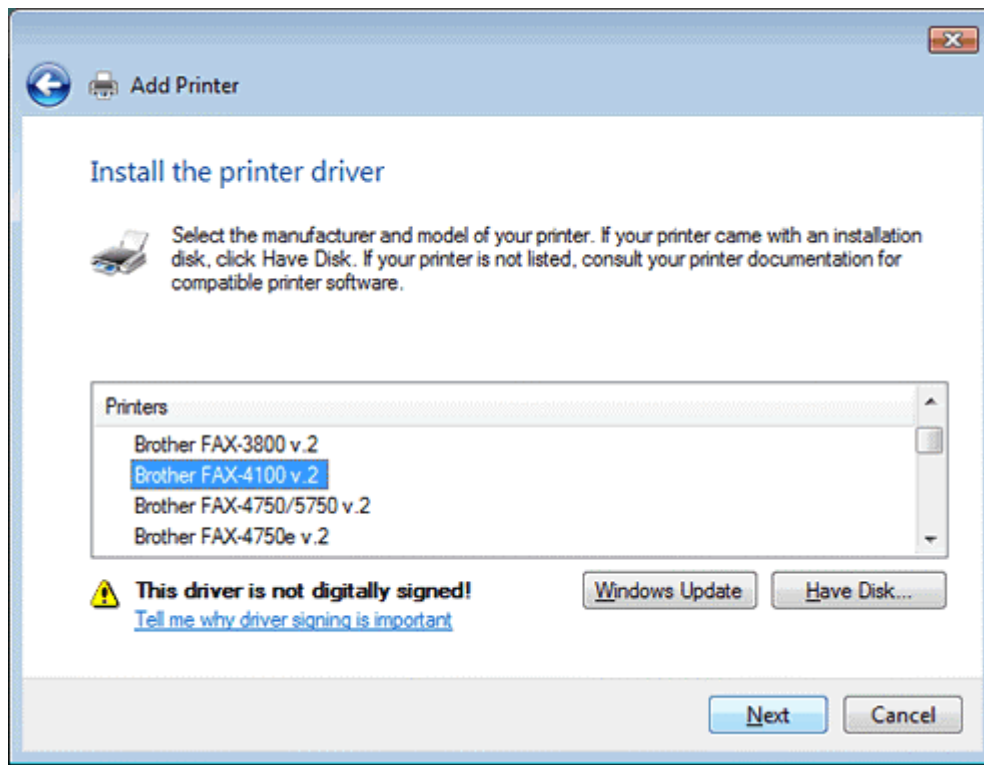 Add Printer
Install the printer driver
Select the manufacturer and model of your printer. If your printer came with an installation
disk, click Have Disk. If your printer is not listed, consult your printer documentation for
compatible printer software.
Printers
Brother FAX-3800 v.2
Brother FAX-4100 v.2
Brother FAX-4750/5750 v.2
Brother FAX-4750e v.2
This driver is not digitally signed!
Windows Update
Have Disk...
Tell me why driver signing is important
Next
Cancel